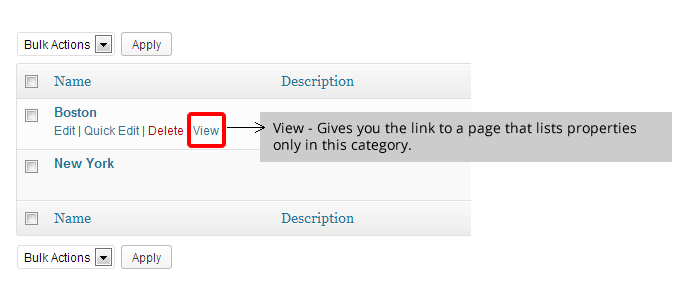 Bulk Actions Apply
Name Description
Boston
Edit | Quick Edit | Delete View
View - Gives you the link to a page that lists properties
only in this category.
New York
Name Description
Bulk Actions Apply